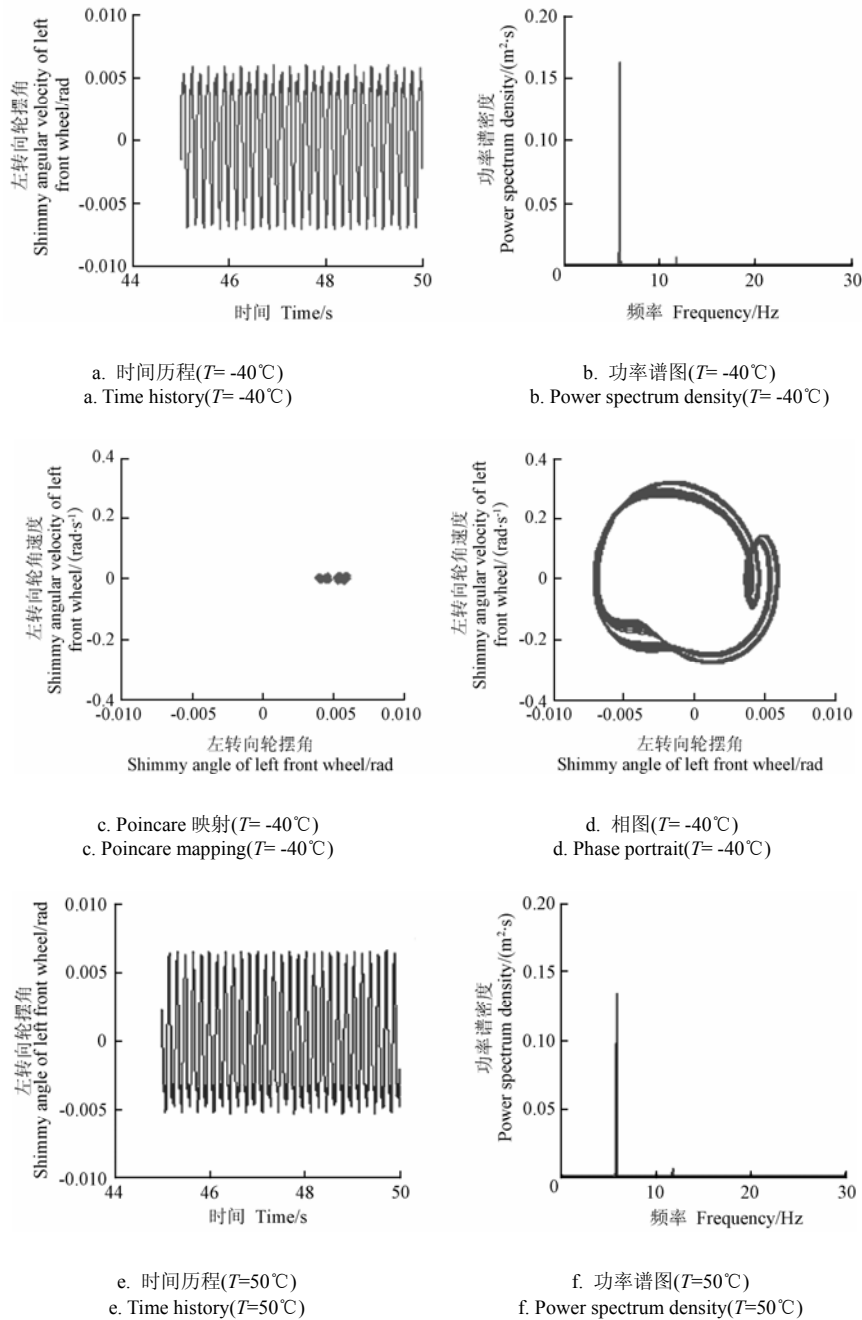 0.010
0.005
0
-0.005
-0.010
44 46 48 50
左转向轮摆角
Shimmy angular velocity of left
front wheel/rad
时间 Time/s
0.20
0.15
0.10
0.05
0
10 20 30
功率谱密度
Power spectrum density/(m²·s)
频率 Frequency/Hz
a. 时间历程(T= -40℃)
a. Time history(T= -40℃)
b. 功率谱图(T= -40℃)
b. Power spectrum density(T= -40℃)
0.4
0.2
0
-0.2
-0.4
-0.010 -0.005 0 0.005 0.010
左转向轮角速度
Shimmy angular velocity of left
front wheel/(rad·s⁻¹)
左转向轮摆角
Shimmy angle of left front wheel/rad
0.4
0.2
0
-0.2
-0.4
-0.010 -0.005 0 0.005 0.010
左转向轮角速度
Shimmy angular velocity of left
front wheel/(rad·s⁻¹)
左转向轮摆角
Shimmy angle of left front wheel/rad
c. Poincare 映射(T= -40℃)
c. Poincare mapping(T= -40℃)
d. 相图(T= -40℃)
d. Phase portrait(T= -40℃)
0.010
0.005
0
-0.005
-0.010
44 46 48 50
左转向轮摆角
Shimmy angle of left front wheel/rad
时间 Time/s
0.20
0.15
0.10
0.05
0
10 20 30
功率谱密度
Power spectrum density/(m²·s)
频率 Frequency/Hz
e. 时间历程(T=50℃)
e. Time history(T=50℃)
f. 功率谱图(T=50℃)
f. Power spectrum density(T=50℃)